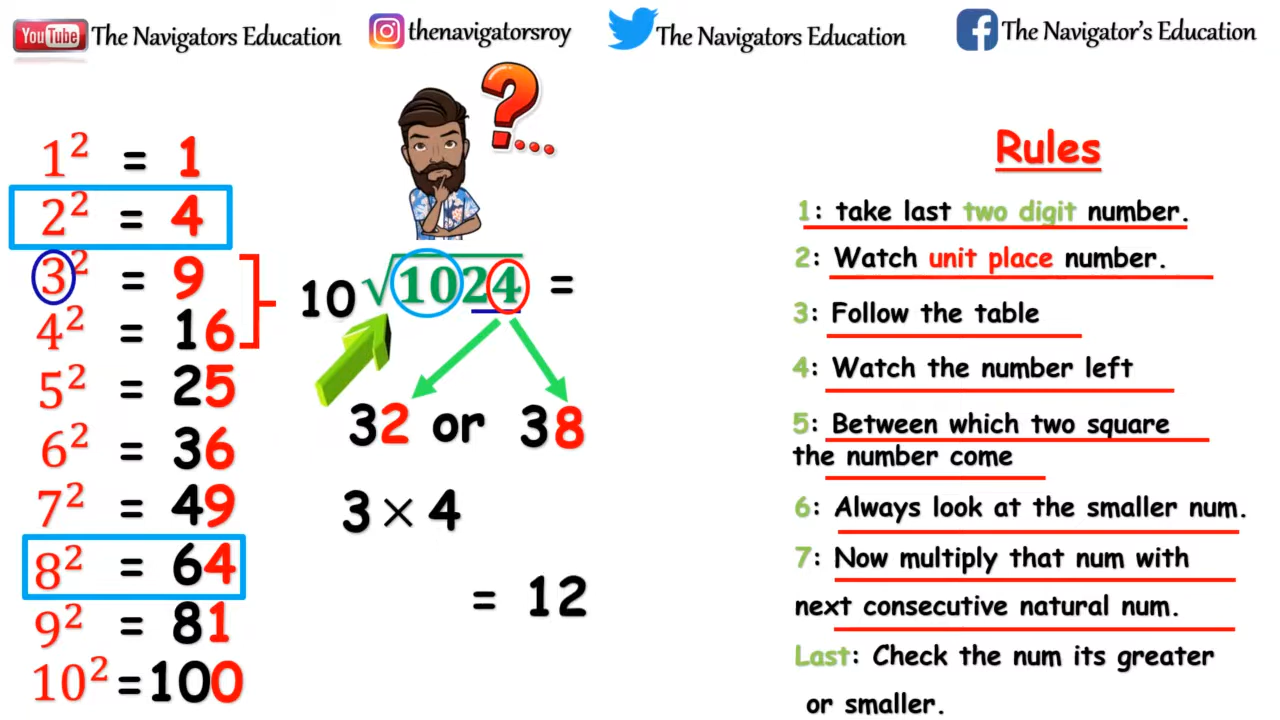 You Tube The Navigators Education
thenavigatorsroy
The Navigators Education
The Navigator's Education
1² = 1
2² = 4
3² = 9
4² = 16
5² = 25
6² = 36
7² = 49
8² = 64
9² = 81
10² = 100
?...
10 √1024 =
32 or 38
3 × 4
= 12
Rules
1: take last two digit number.
2: Watch unit place number.
3: Follow the table
4: Watch the number left
5: Between which two square
the number come
6: Always look at the smaller num.
7: Now multiply that num with
next consecutive natural num.
Last: Check the num its greater
or smaller.